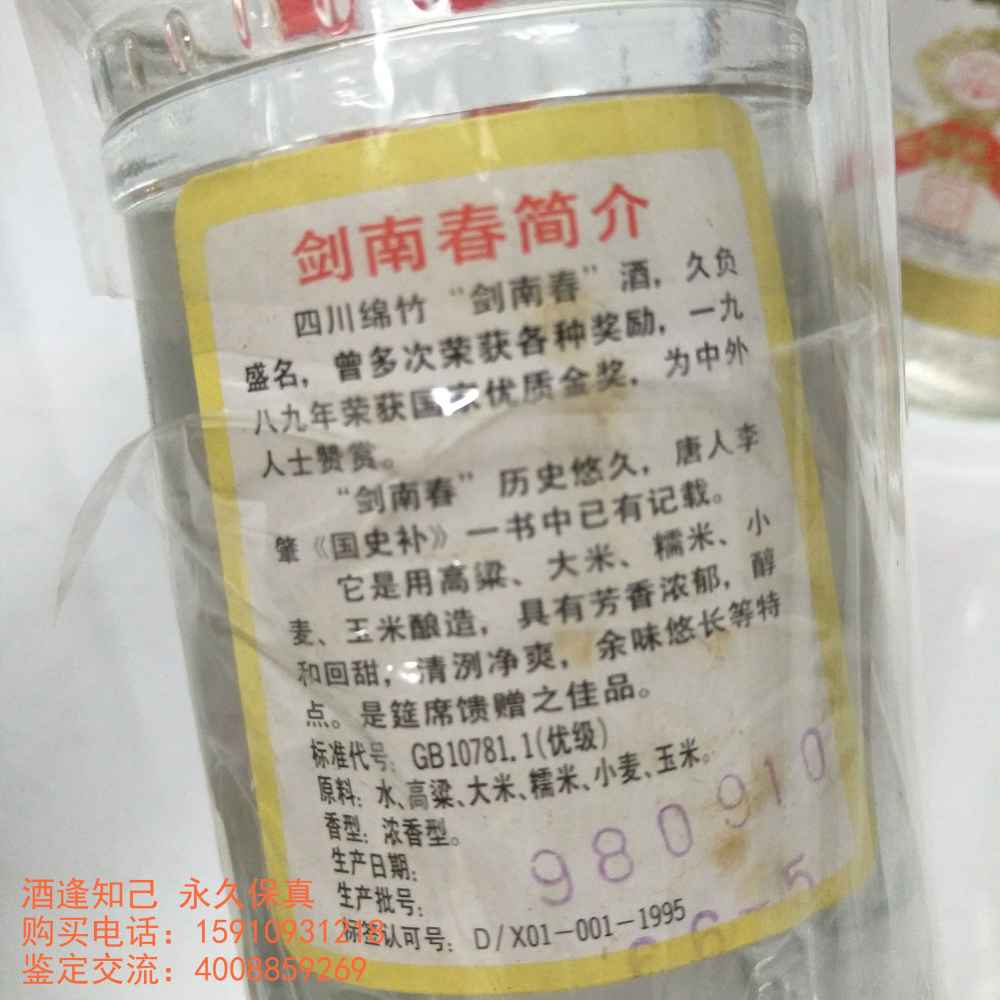 剑南春简介
四川绵竹“剑南春”酒，久负
盛名，曾多次荣获各种奖励，一九
八九年荣获国家优质金奖，为中外
人士赞赏。
“剑南春”历史悠久，唐人李
肇《国史补》一书中已有记载。
它是用高粱、大米、糯米、小
麦、玉米酿造，具有芳香浓郁，醇
和回甜，清洌净爽，余味悠长等特
点。是筵席馈赠之佳品。
标准代号：GB10781.1(优级)
原料：水、高粱、大米、糯米、小麦、玉米。
香型：浓香型。
生产日期：
980910
生产批号：
标签认可号：D/X01-001-1995
酒逢知己 永久保真
购买电话：15910931218
鉴定交流：4008859269